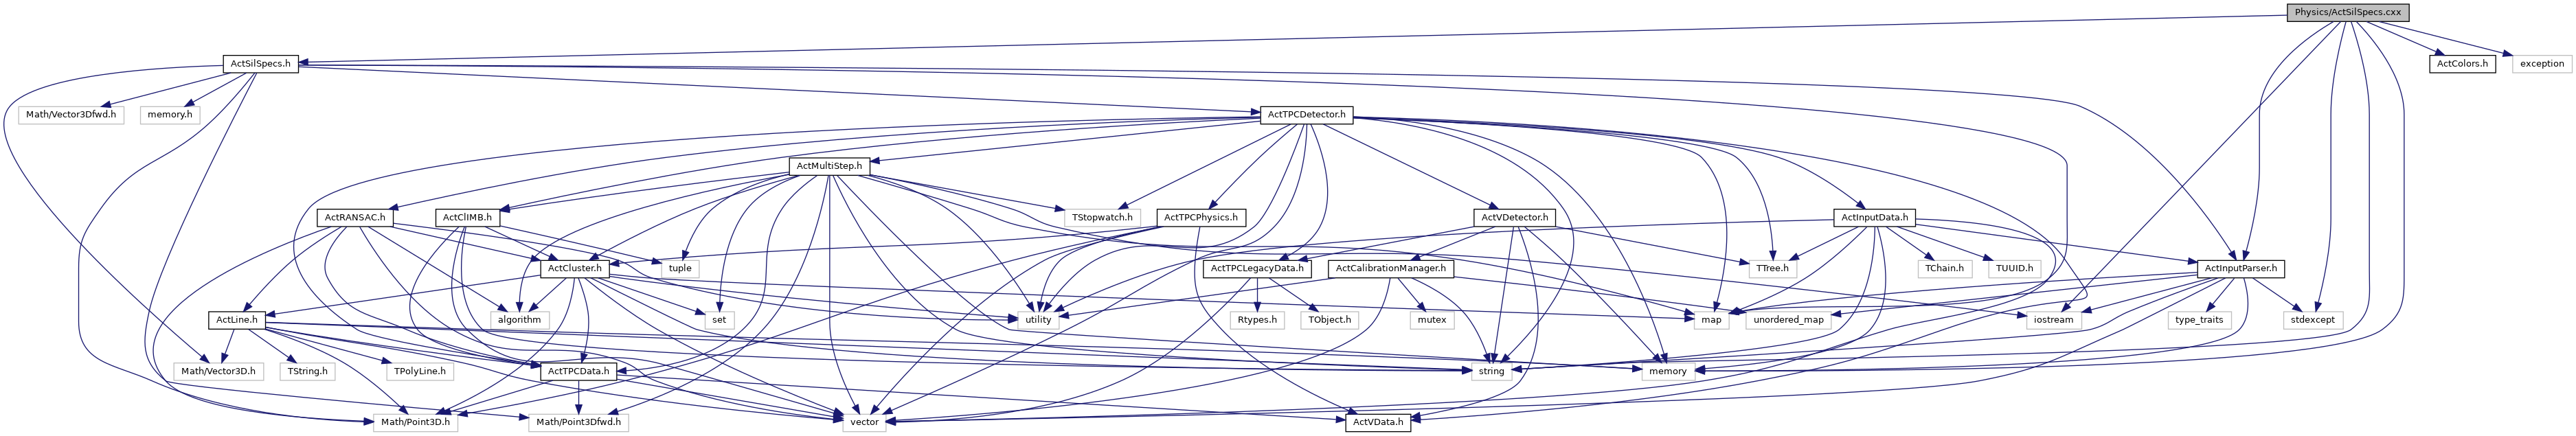 Physics/ActSilSpecs.cxx
ActSilSpecs.h
ActColors.h
exception
Math/Vector3Dfwd.h
memory.h
ActTPCDetector.h
ActMultiStep.h
ActRANSAC.h
ActClIMB.h
TStopwatch.h
ActTPCPhysics.h
ActVDetector.h
ActInputData.h
tuple
ActCluster.h
ActTPCLegacyData.h
ActCalibrationManager.h
TTree.h
TChain.h
TUUID.h
ActInputParser.h
ActLine.h
algorithm
set
utility
Rtypes.h
TObject.h
mutex
map
unordered_map
iostream
type_traits
stdexcept
Math/Vector3D.h
TString.h
TPolyLine.h
ActTPCData.h
string
memory
Math/Point3D.h
Math/Point3Dfwd.h
vector
ActVData.h